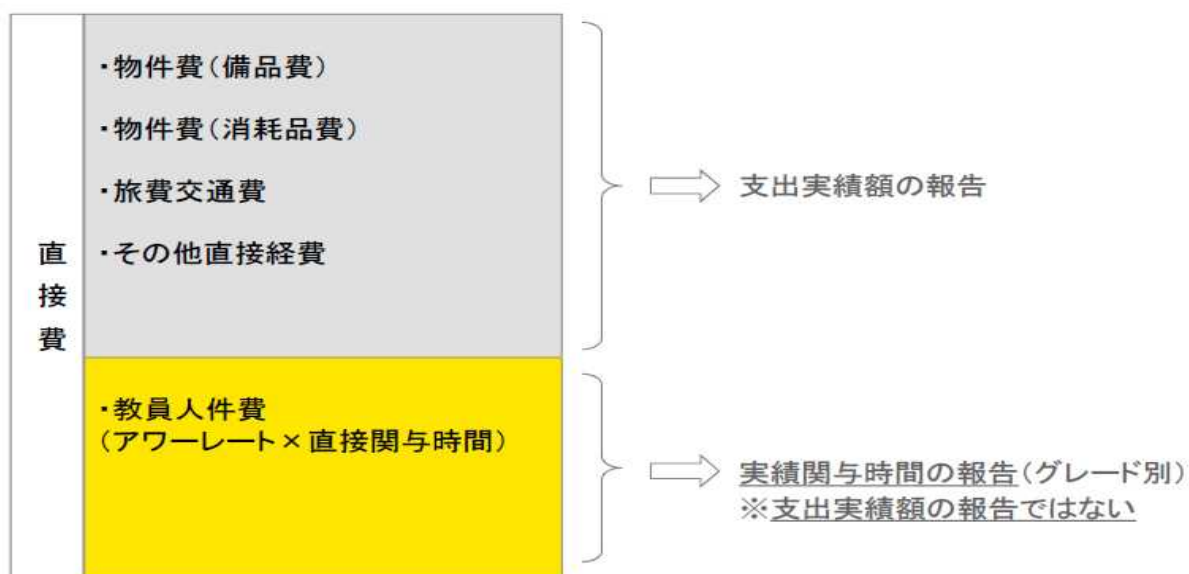 ・物件費(備品費)
・物件費(消耗品費)
・旅費交通費
・その他直接経費
直接費
支出実績額の報告
・教員人件費
(アワーレート×直接関与時間)
実績関与時間の報告(グレード別)
※支出実績額の報告ではない